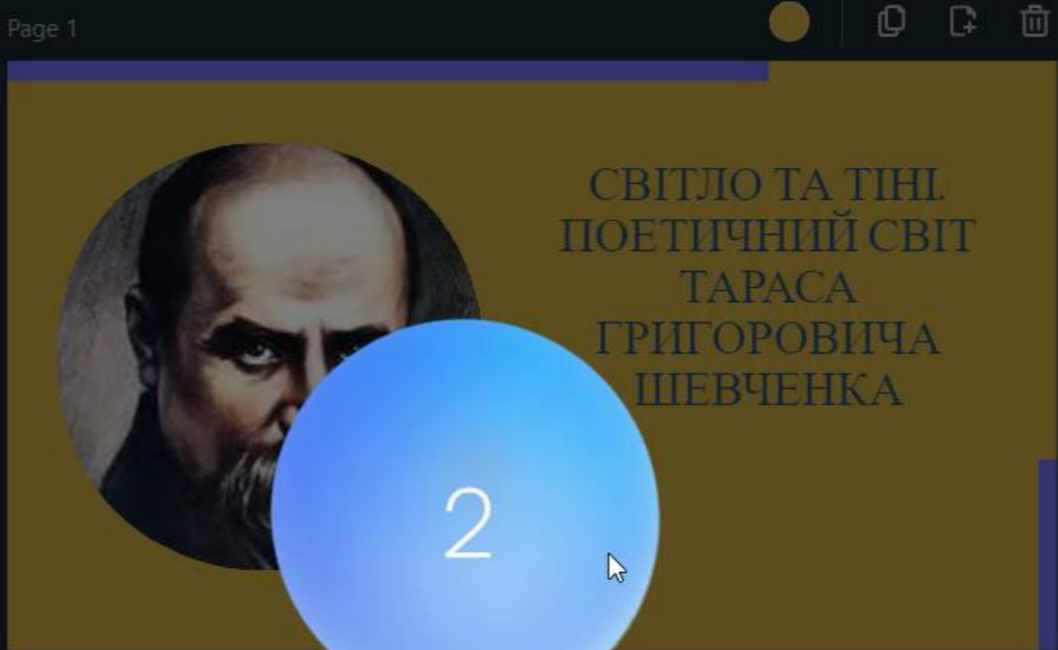 Page 1
СВІТЛО ТА ТІНІ.
ПОЕТИЧНИЙ СВІТ
ТАРАСА
ГРИГОРОВИЧА
ШЕВЧЕНКА
2